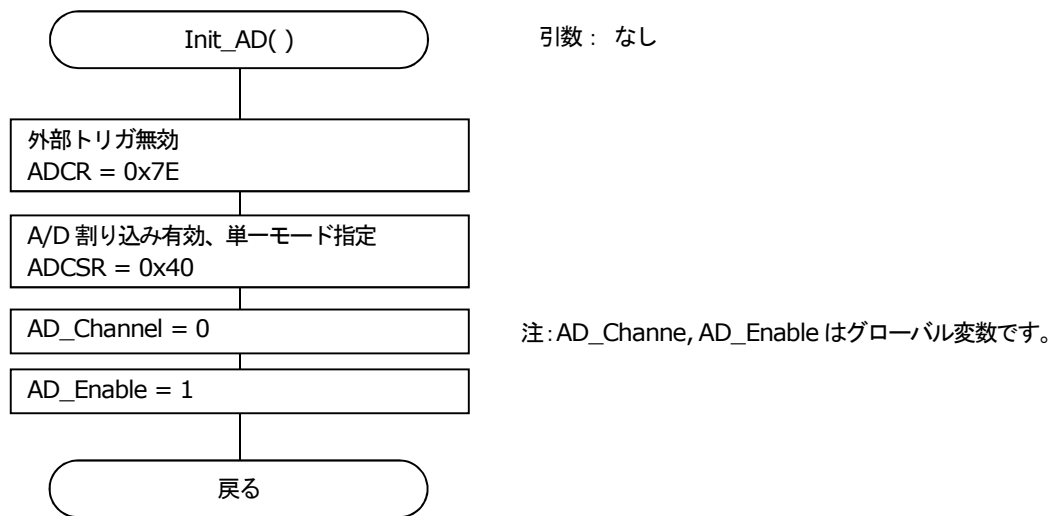 Init_AD( )
引数： なし
外部トリガ無効
ADCR = 0x7E
A/D 割り込み有効、単一モード指定
ADCSR = 0x40
AD_Channel = 0
注：AD_Channe, AD_Enable はグローバル変数です。
AD_Enable = 1
戻る